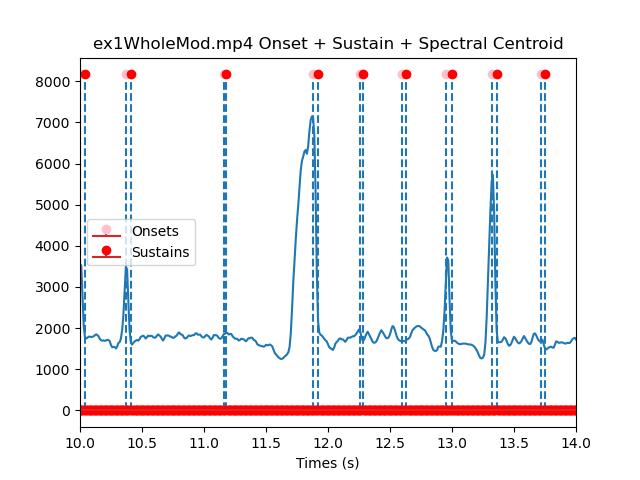 ex1WholeMod.mp4 Onset + Sustain + Spectral Centroid
8000
7000
6000
5000
4000
3000
2000
1000
0
Onsets
Sustains
10.0 10.5 11.0 11.5 12.0 12.5 13.0 13.5 14.0
Times (s)